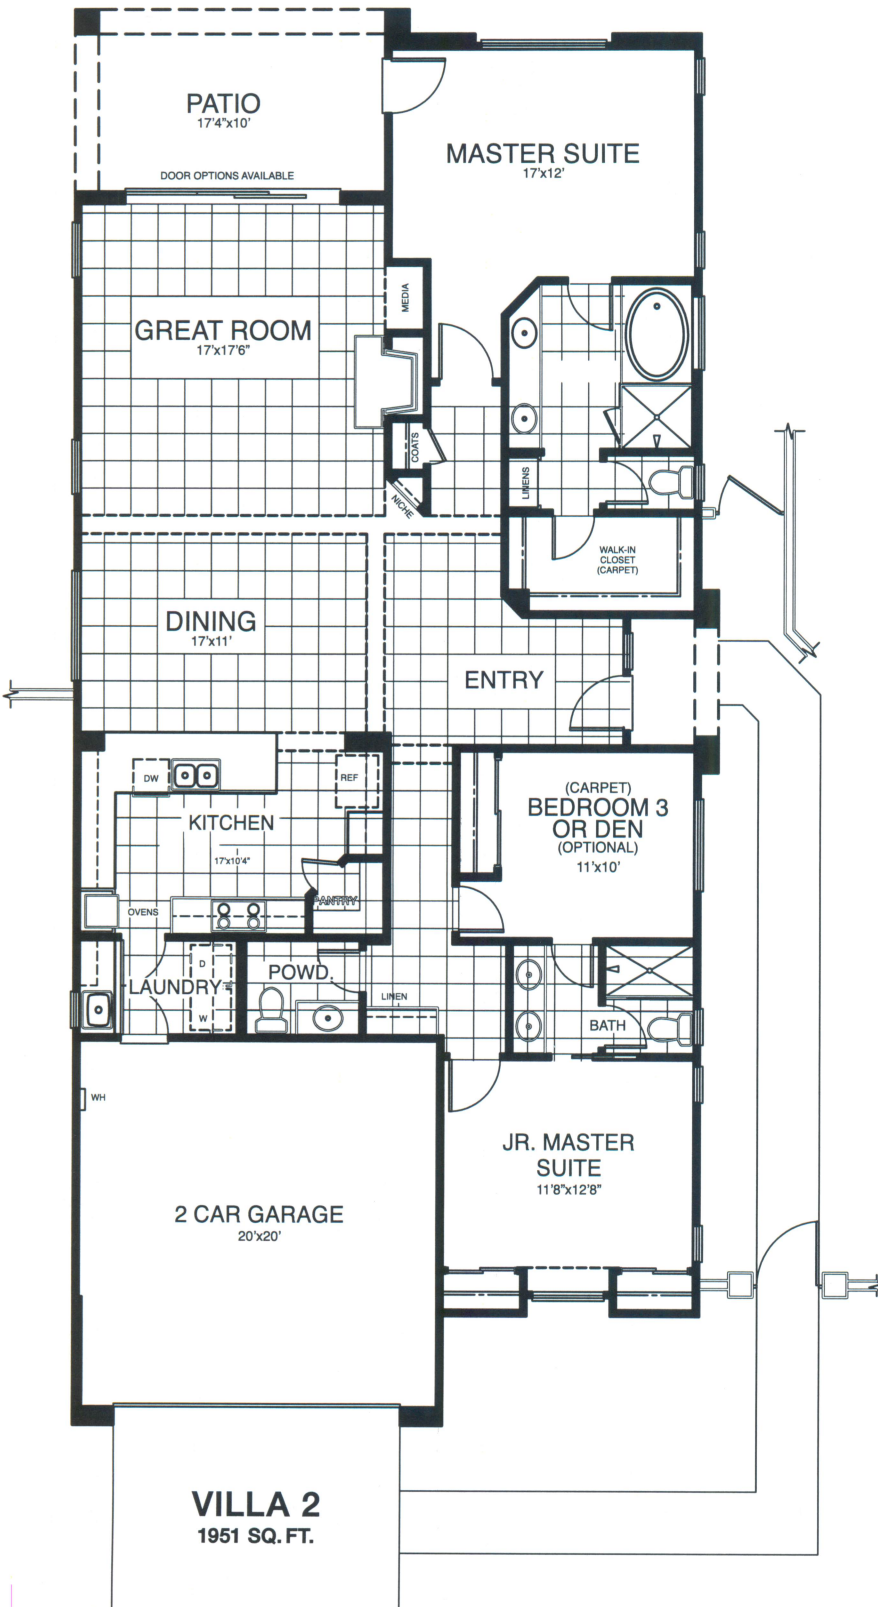 PATIO
17'4"x10'
DOOR OPTIONS AVAILABLE
MASTER SUITE
17'x12'
MEDIA
GREAT ROOM
17'x17'6"
COATS
LINENS
NICHE
WALK-IN
CLOSET
(CARPET)
DINING
17'x11'
ENTRY
DW
REF
KITCHEN
17'x10'4"
(CARPET)
BEDROOM 3
OR DEN
(OPTIONAL)
11'x10'
PANTRY
OVENS
D
LAUNDRY
W
POWD.
LINEN
BATH
WH
JR. MASTER
SUITE
11'8"x12'8"
2 CAR GARAGE
20'x20'
VILLA 2
1951 SQ. FT.